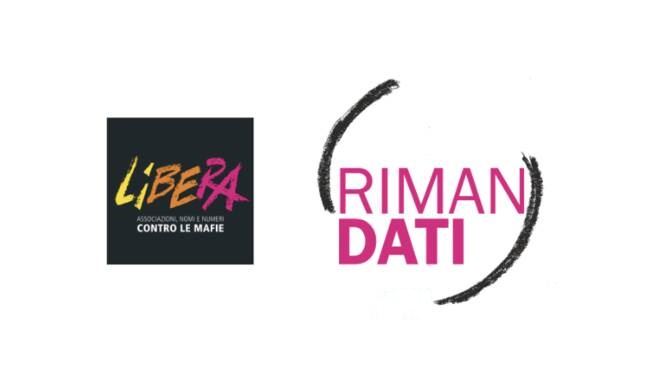 LiBERA
ASSOCIAZIONI, NOMI E NUMERI
CONTRO LE MAFIE
RIMAN
DATI